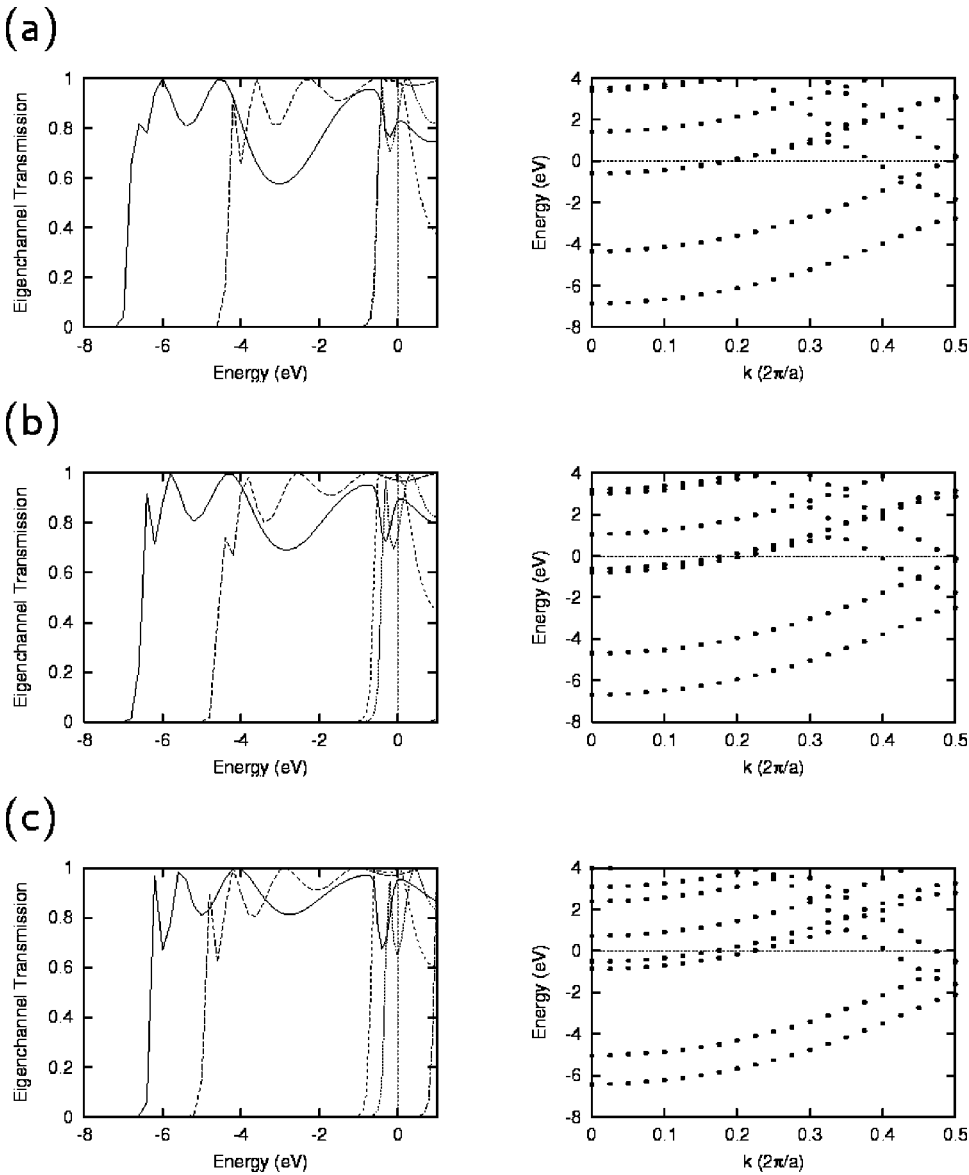 (a)
Eigenchannel Transmission
1
0.8
0.6
0.4
0.2
0
-8 -6 -4 -2 0
Energy (eV)
Energy (eV)
4
2
0
-2
-4
-6
-8
0 0.1 0.2 0.3 0.4 0.5
k (2π/a)
(b)
Eigenchannel Transmission
1
0.8
0.6
0.4
0.2
0
-8 -6 -4 -2 0
Energy (eV)
Energy (eV)
4
2
0
-2
-4
-6
-8
0 0.1 0.2 0.3 0.4 0.5
k (2π/a)
(c)
Eigenchannel Transmission
1
0.8
0.6
0.4
0.2
0
-8 -6 -4 -2 0
Energy (eV)
Energy (eV)
4
2
0
-2
-4
-6
-8
0 0.1 0.2 0.3 0.4 0.5
k (2π/a)